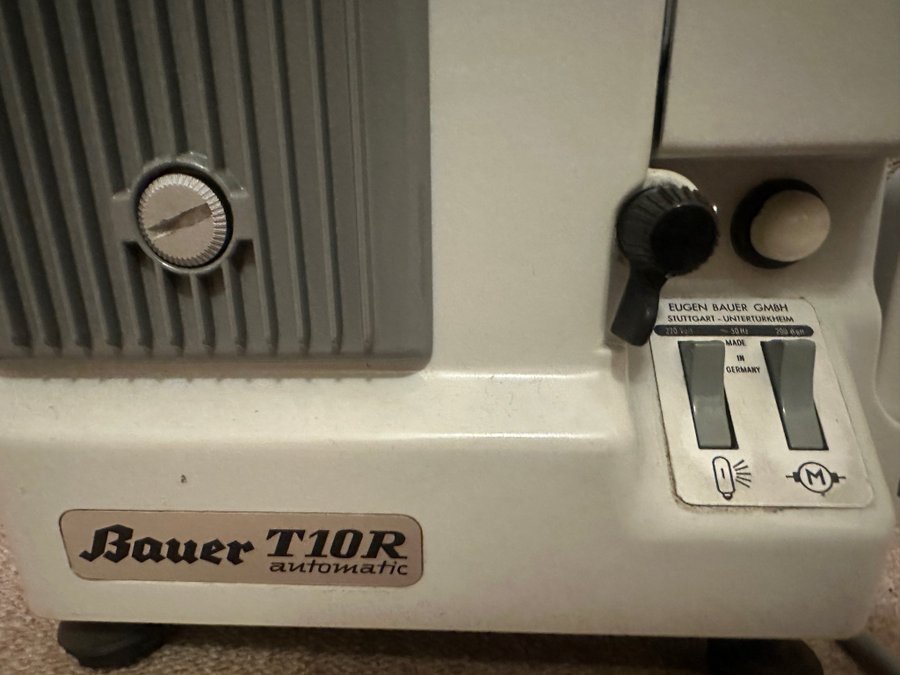 EUGEN BAUER GMBH
STUTTGART - UNTERTÜRKHEIM
220 Volt ~ 50 Hz 200 Watt
MADE
IN
GERMANY
M
Bauer T10R
automatic